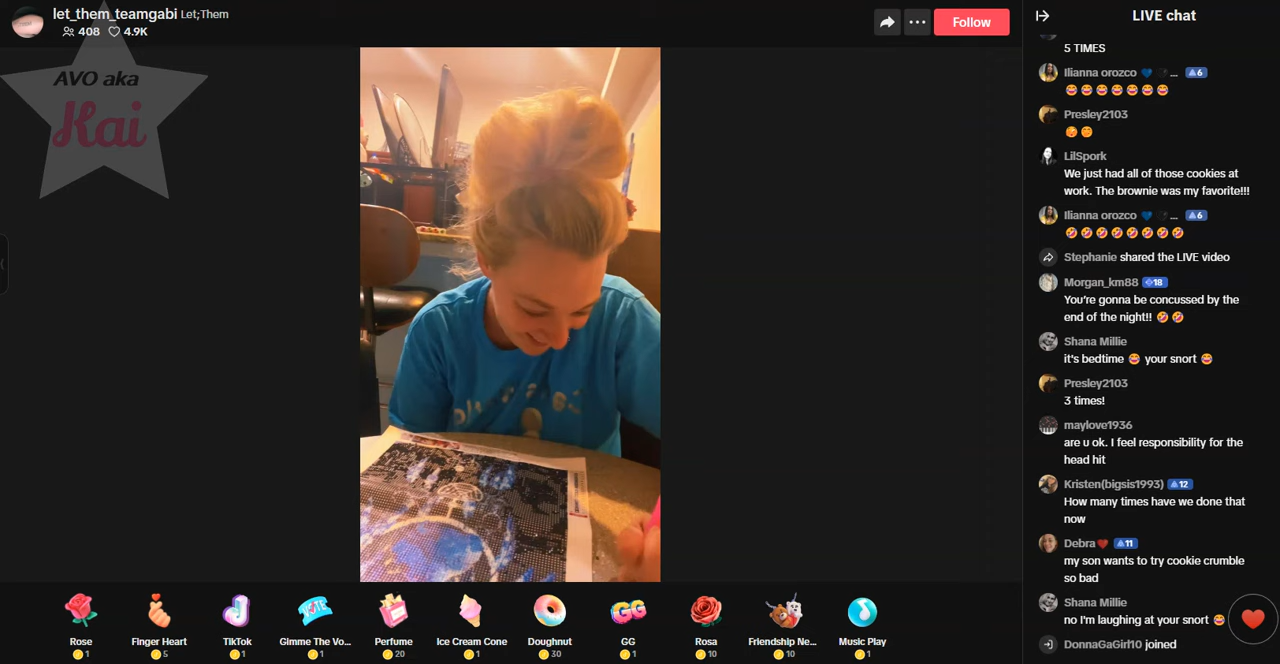 let_them_teamgabi Let;Them
408 4.9K
Follow
AVO aka
Kai
LIVE chat
5 TIMES
Ilianna orozco 💙 🖤 ... 6
😂😂😂😂😂😂😂
Presley2103
LilSpork
We just had all of those cookies at
work. The brownie was my favorite!!!
Ilianna orozco 💙 🖤 ... 6
🤣🤣🤣🤣🤣🤣🤣🤣
Stephanie shared the LIVE video
Morgan_km88 18
You're gonna be concussed by the
end of the night!! 🤣 🤣
Shana Millie
it's bedtime 😂 your snort 😂
Presley2103
3 times!
maylove1936
are u ok. I feel responsibility for the
head hit
Kristen(bigsis1993) 12
How many times have we done that
now
Debra❤️ 11
my son wants to try cookie crumble
so bad
Shana Millie
no I'm laughing at your snort 😂
DonnaGaGirl10 joined
Rose
1
Finger Heart
5
TikTok
1
Gimme The Vo...
1
Perfume
20
Ice Cream Cone
1
Doughnut
30
GG
1
Rosa
10
Friendship Ne...
10
Music Play
1